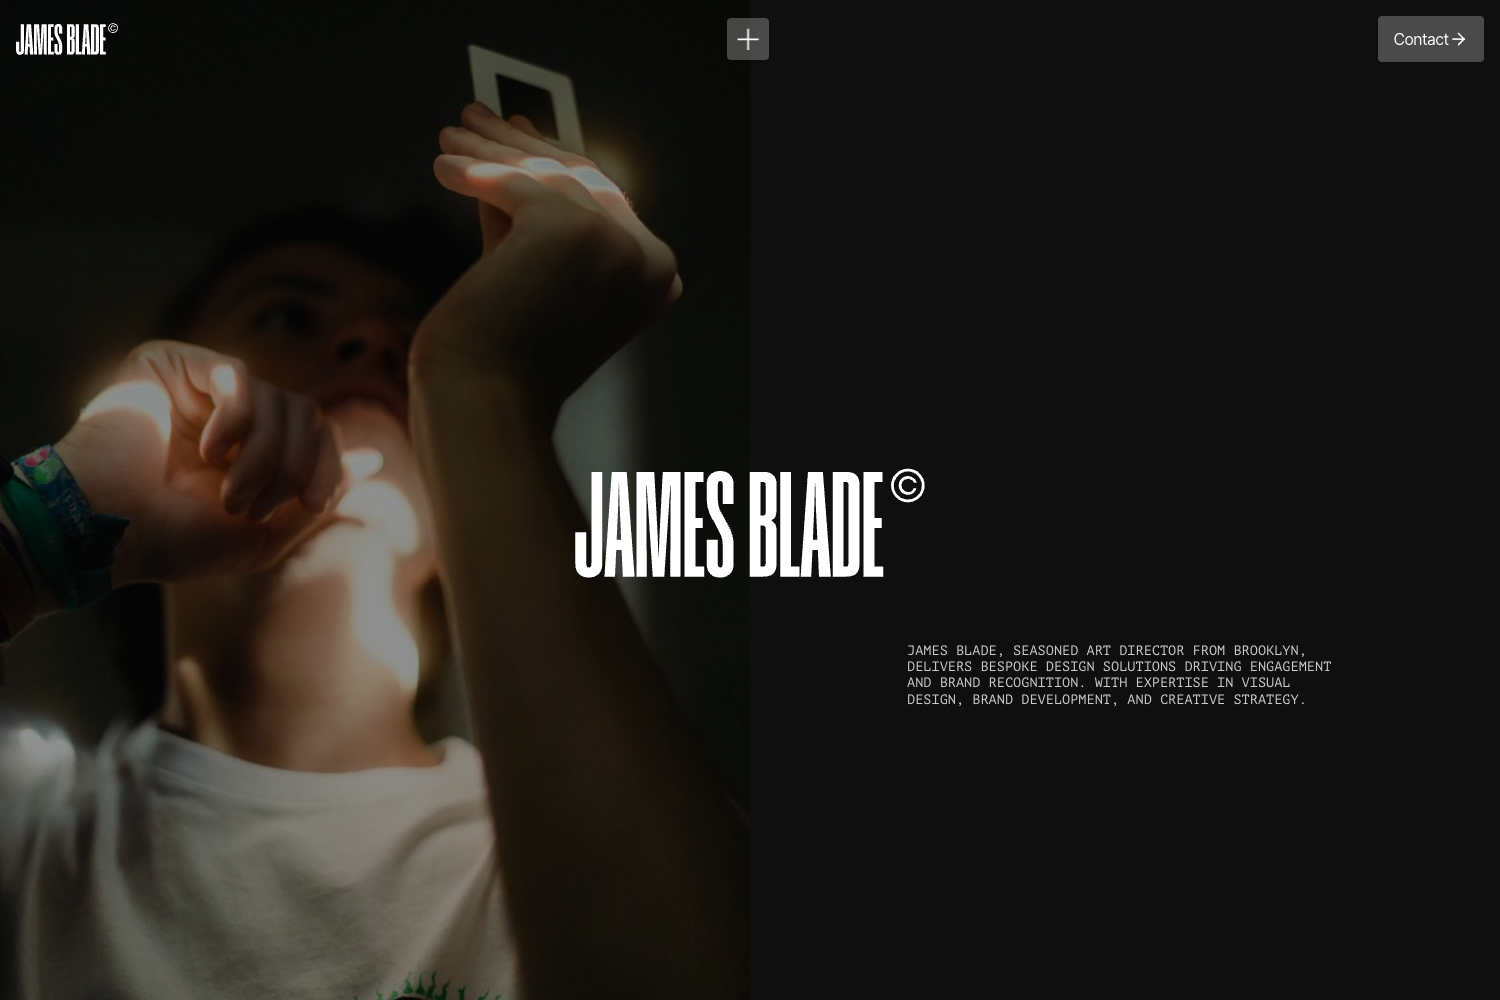 JAMES BLADE©
Contact
JAMES BLADE©
JAMES BLADE, SEASONED ART DIRECTOR FROM BROOKLYN,
DELIVERS BESPOKE DESIGN SOLUTIONS DRIVING ENGAGEMENT
AND BRAND RECOGNITION. WITH EXPERTISE IN VISUAL
DESIGN, BRAND DEVELOPMENT, AND CREATIVE STRATEGY.